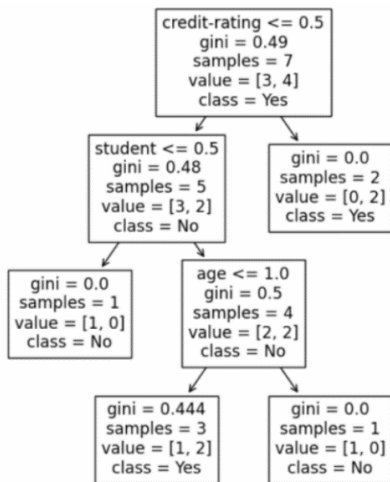 credit-rating <= 0.5
gini = 0.49
samples = 7
value = [3, 4]
class = Yes
student <= 0.5
gini = 0.48
samples = 5
value = [3, 2]
class = No
gini = 0.0
samples = 2
value = [0, 2]
class = Yes
gini = 0.0
samples = 1
value = [1, 0]
class = No
age <= 1.0
gini = 0.5
samples = 4
value = [2, 2]
class = No
gini = 0.444
samples = 3
value = [1, 2]
class = Yes
gini = 0.0
samples = 1
value = [1, 0]
class = No